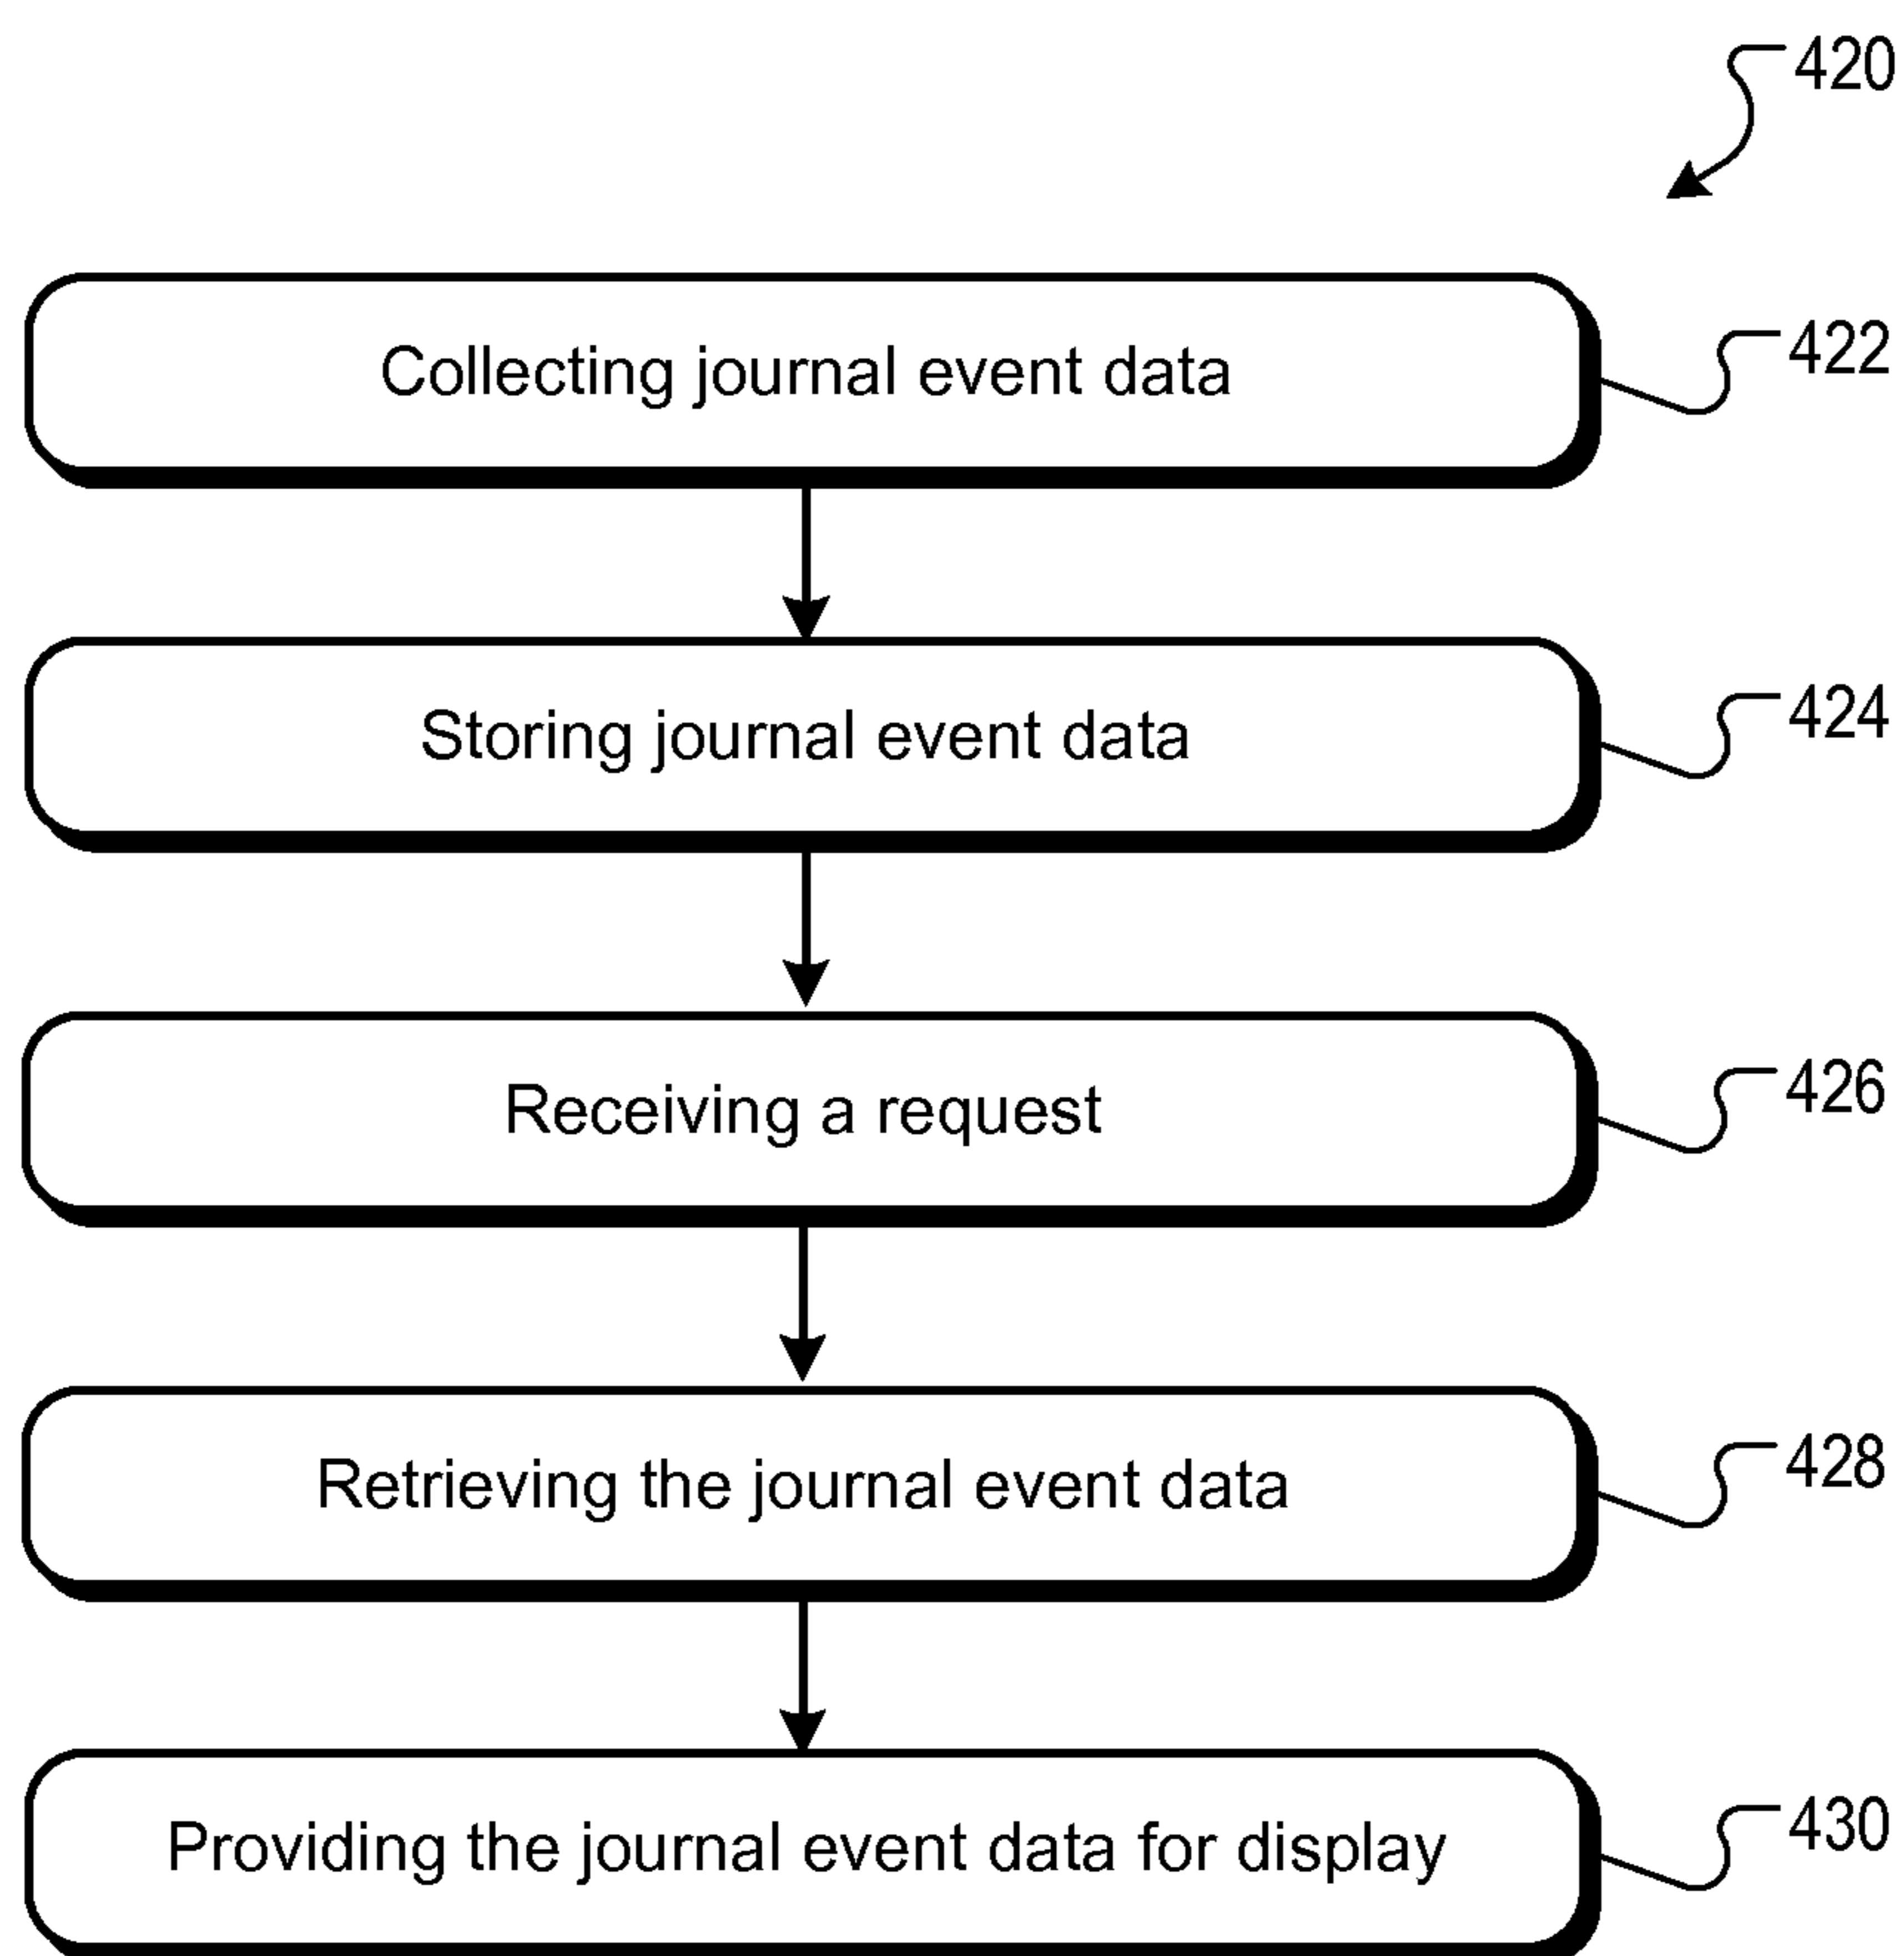 420
Collecting journal event data
422
Storing journal event data
424
Receiving a request
426
Retrieving the journal event data
428
Providing the journal event data for display
430